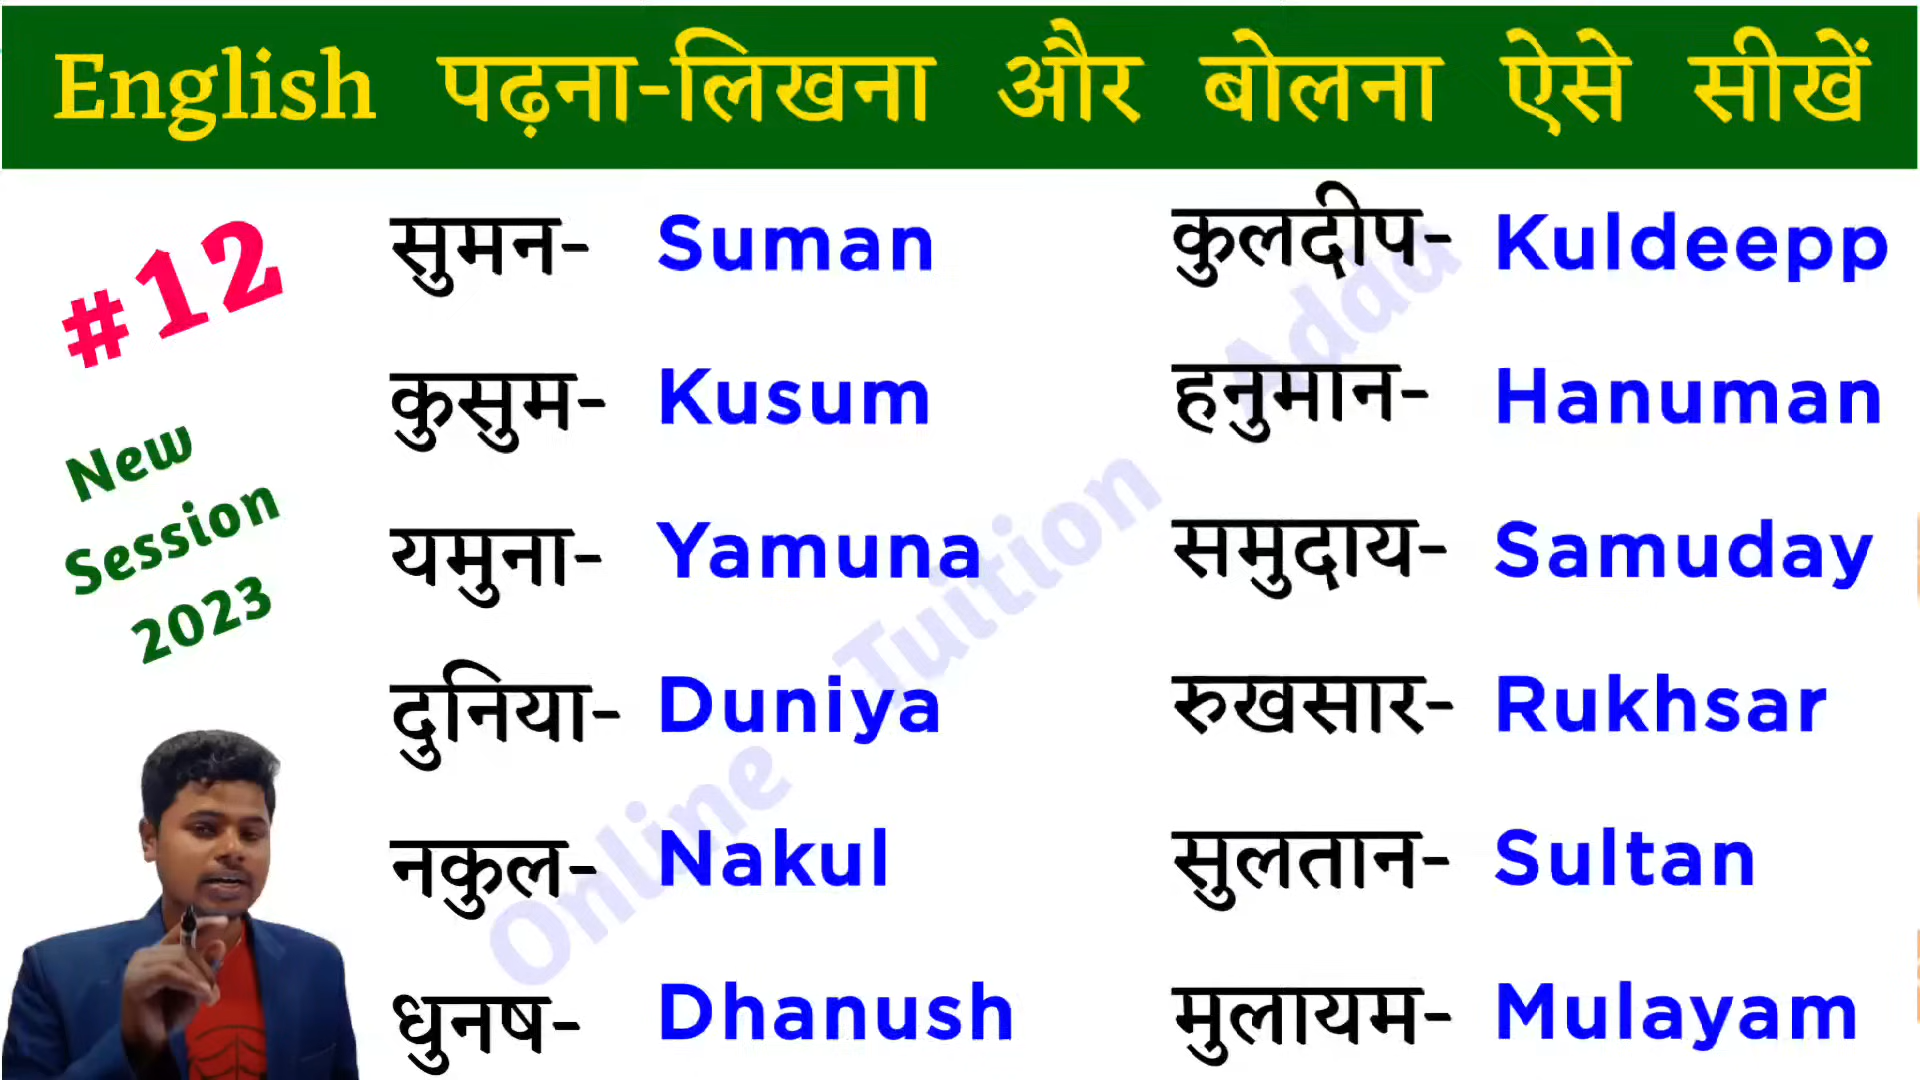 English पढ़ना-लिखना और बोलना ऐसे सीखें
#12
New
Session
2023
सुमन- Suman
कुसुम- Kusum
यमुना- Yamuna
दुनिया- Duniya
नकुल- Nakul
धुनष- Dhanush
कुलदीप- Kuldeepp
हनुमान- Hanuman
समुदाय- Samuday
रुखसार- Rukhsar
सुलतान- Sultan
मुलायम- Mulayam
Online Tuition Adda